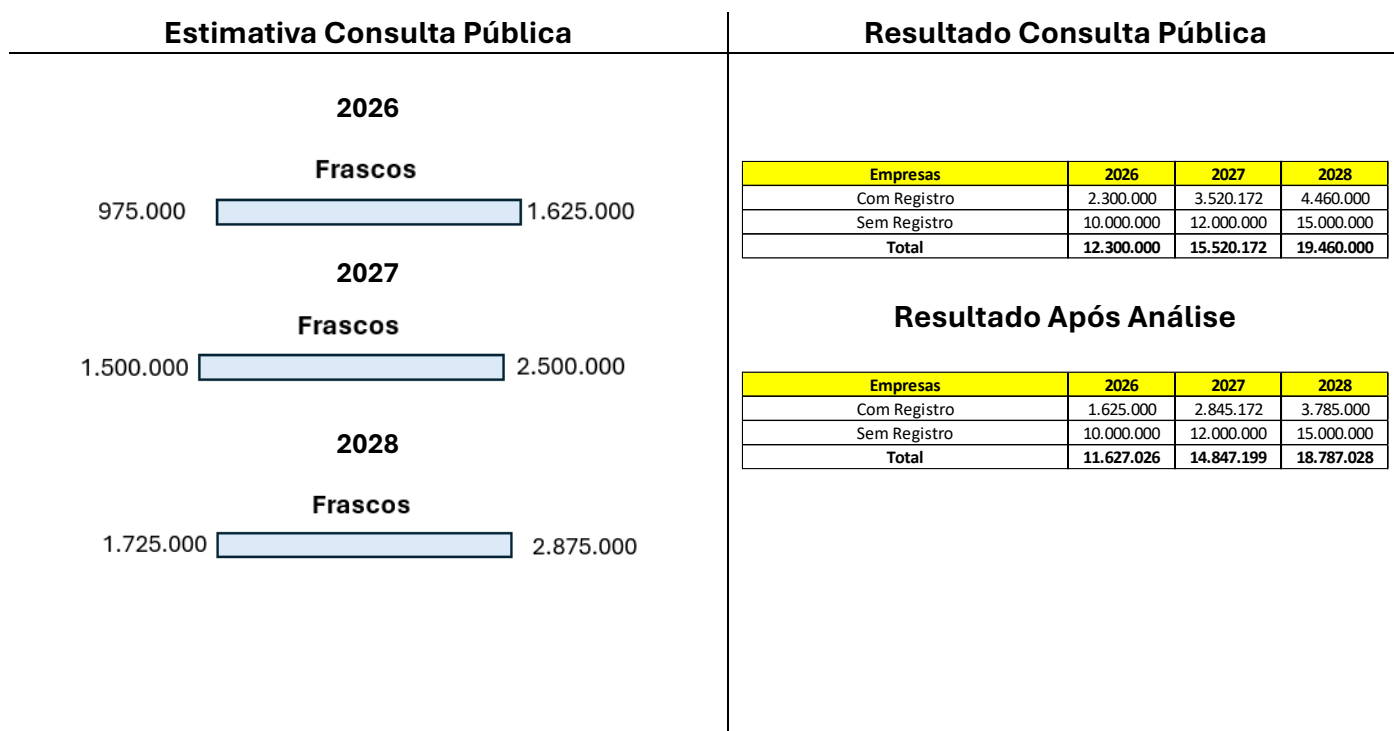 Estimativa Consulta Pública
2026
Frascos
975.000 1.625.000
2027
Frascos
1.500.000 2.500.000
2028
Frascos
1.725.000 2.875.000
Resultado Consulta Pública
Empresas 2026 2027 2028
Com Registro 2.300.000 3.520.172 4.460.000
Sem Registro 10.000.000 12.000.000 15.000.000
Total 12.300.000 15.520.172 19.460.000
Resultado Após Análise
Empresas 2026 2027 2028
Com Registro 1.625.000 2.845.172 3.785.000
Sem Registro 10.000.000 12.000.000 15.000.000
Total 11.627.026 14.847.199 18.787.028